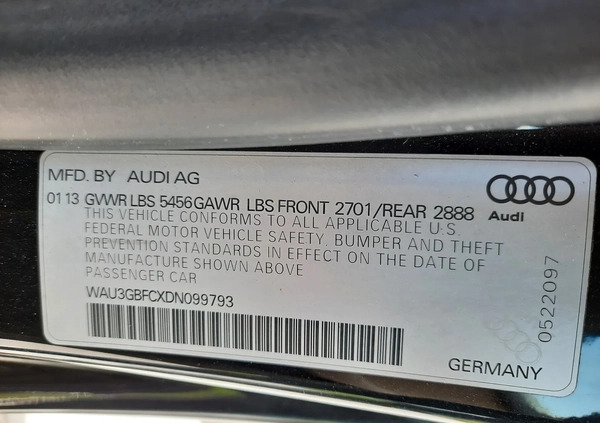 MFD. BY AUDI AG
01 13 GVWR LBS 5456 GAWR LBS FRONT 2701/REAR 2888
THIS VEHICLE CONFORMS TO ALL APPLICABLE U.S.
FEDERAL MOTOR VEHICLE SAFETY, BUMPER AND THEFT
PREVENTION STANDARDS IN EFFECT ON THE DATE OF
MANUFACTURE SHOWN ABOVE
PASSENGER CAR
WAU3GBFCXDN099793
Audi
0522097
GERMANY